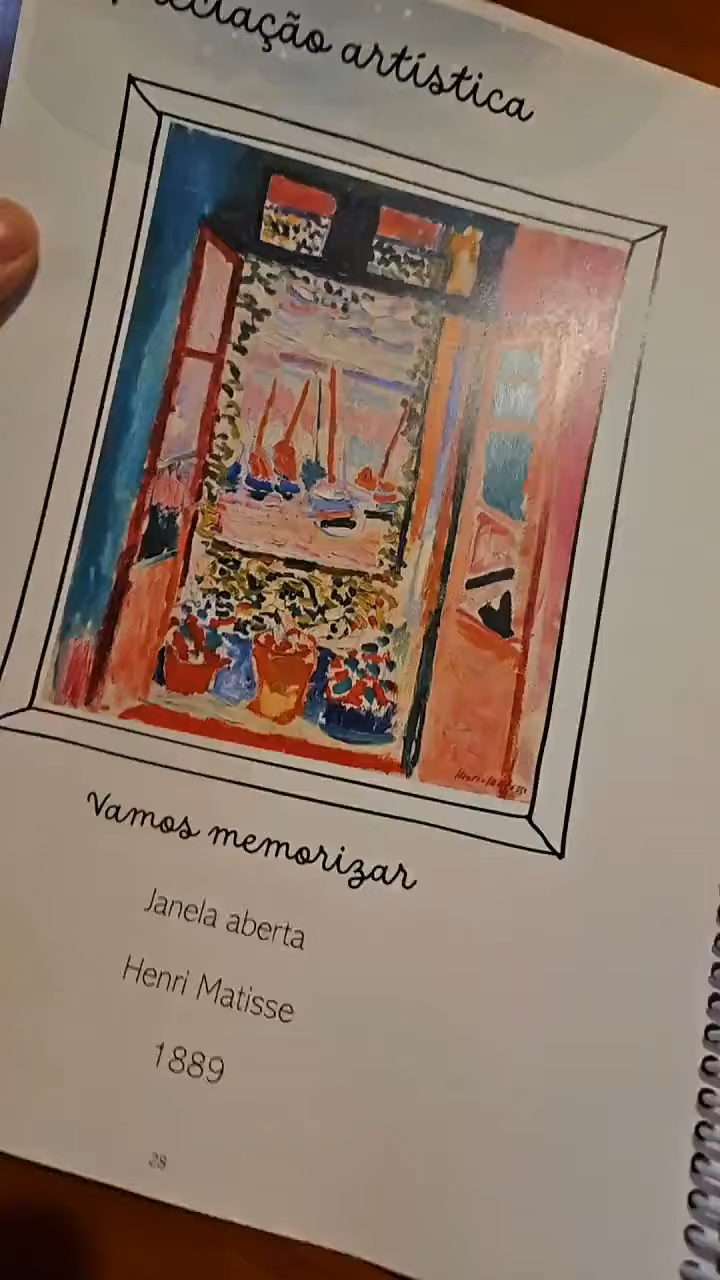 artística
Vamos memorizar
Janela aberta
Henri Matisse
1889
28